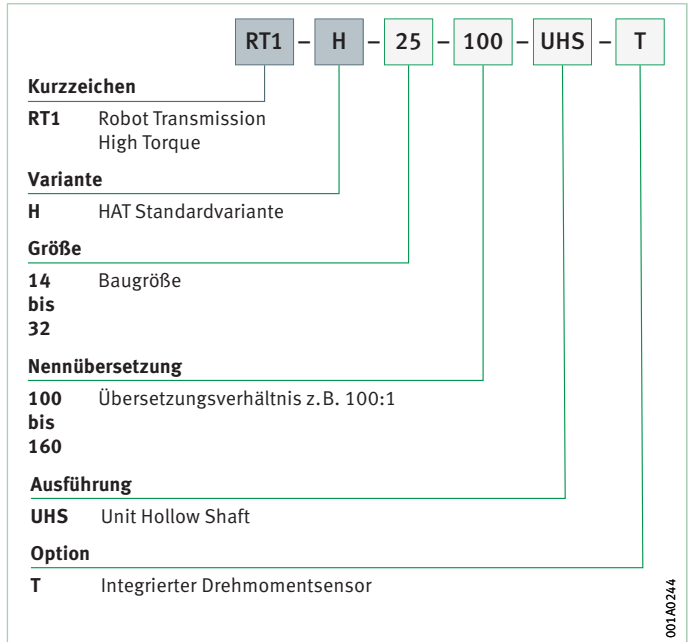 RT1 – H – 25 – 100 – UHS – T
Kurzzeichen
RT1 Robot Transmission
High Torque
Variante
H HAT Standardvariante
Größe
14 Baugröße
bis
32
Nennübersetzung
100 Übersetzungsverhältnis z.B. 100:1
bis
160
Ausführung
UHS Unit Hollow Shaft
Option
T Integrierter Drehmomentsensor
001A0244